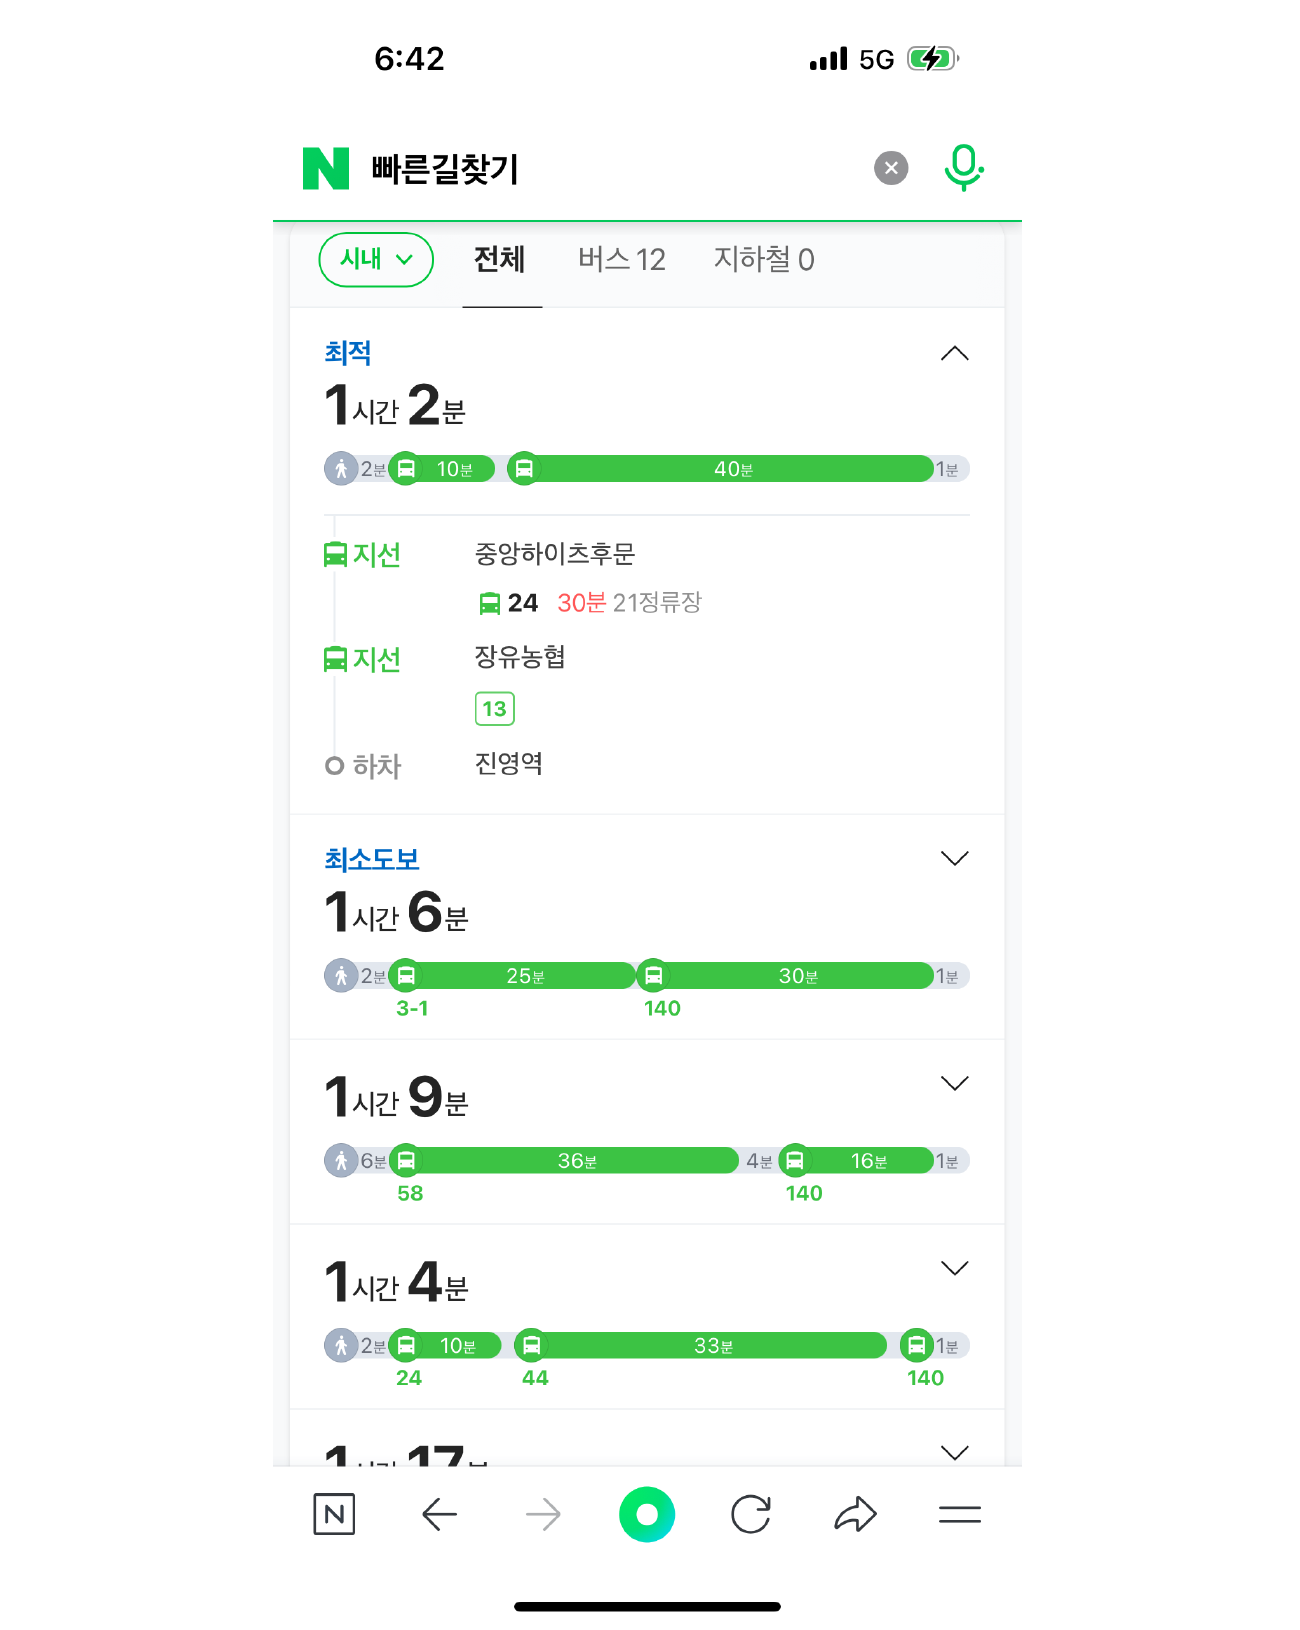 6:42 5G
N 빠른길찾기
시내 전체 버스 12 지하철 0
최적
1시간 2분
2분 10분 40분 1분
지선 중앙하이츠후문
24 30분 21정류장
지선 장유농협
13
하차 진영역
최소도보
1시간 6분
2분 25분 30분 1분
3-1 140
1시간 9분
6분 36분 4분 16분 1분
58 140
1시간 4분
2분 10분 33분 1분
24 44 140
1시간 17분
N